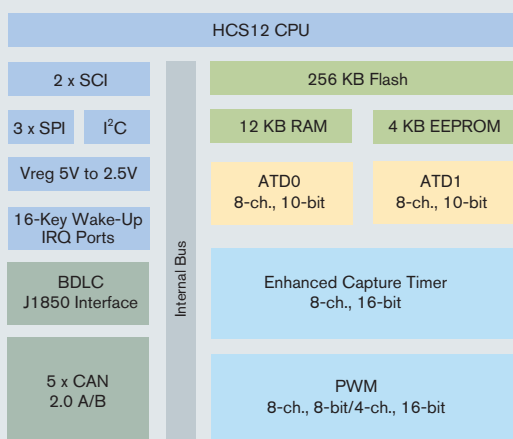 HCS12 CPU
2 x SCI
3 x SPI
I²C
Vreg 5V to 2.5V
16-Key Wake-Up
IRQ Ports
BDLC
J1850 Interface
5 x CAN
2.0 A/B
Internal Bus
256 KB Flash
12 KB RAM
4 KB EEPROM
ATD0
8-ch., 10-bit
ATD1
8-ch., 10-bit
Enhanced Capture Timer
8-ch., 16-bit
PWM
8-ch., 8-bit/4-ch., 16-bit